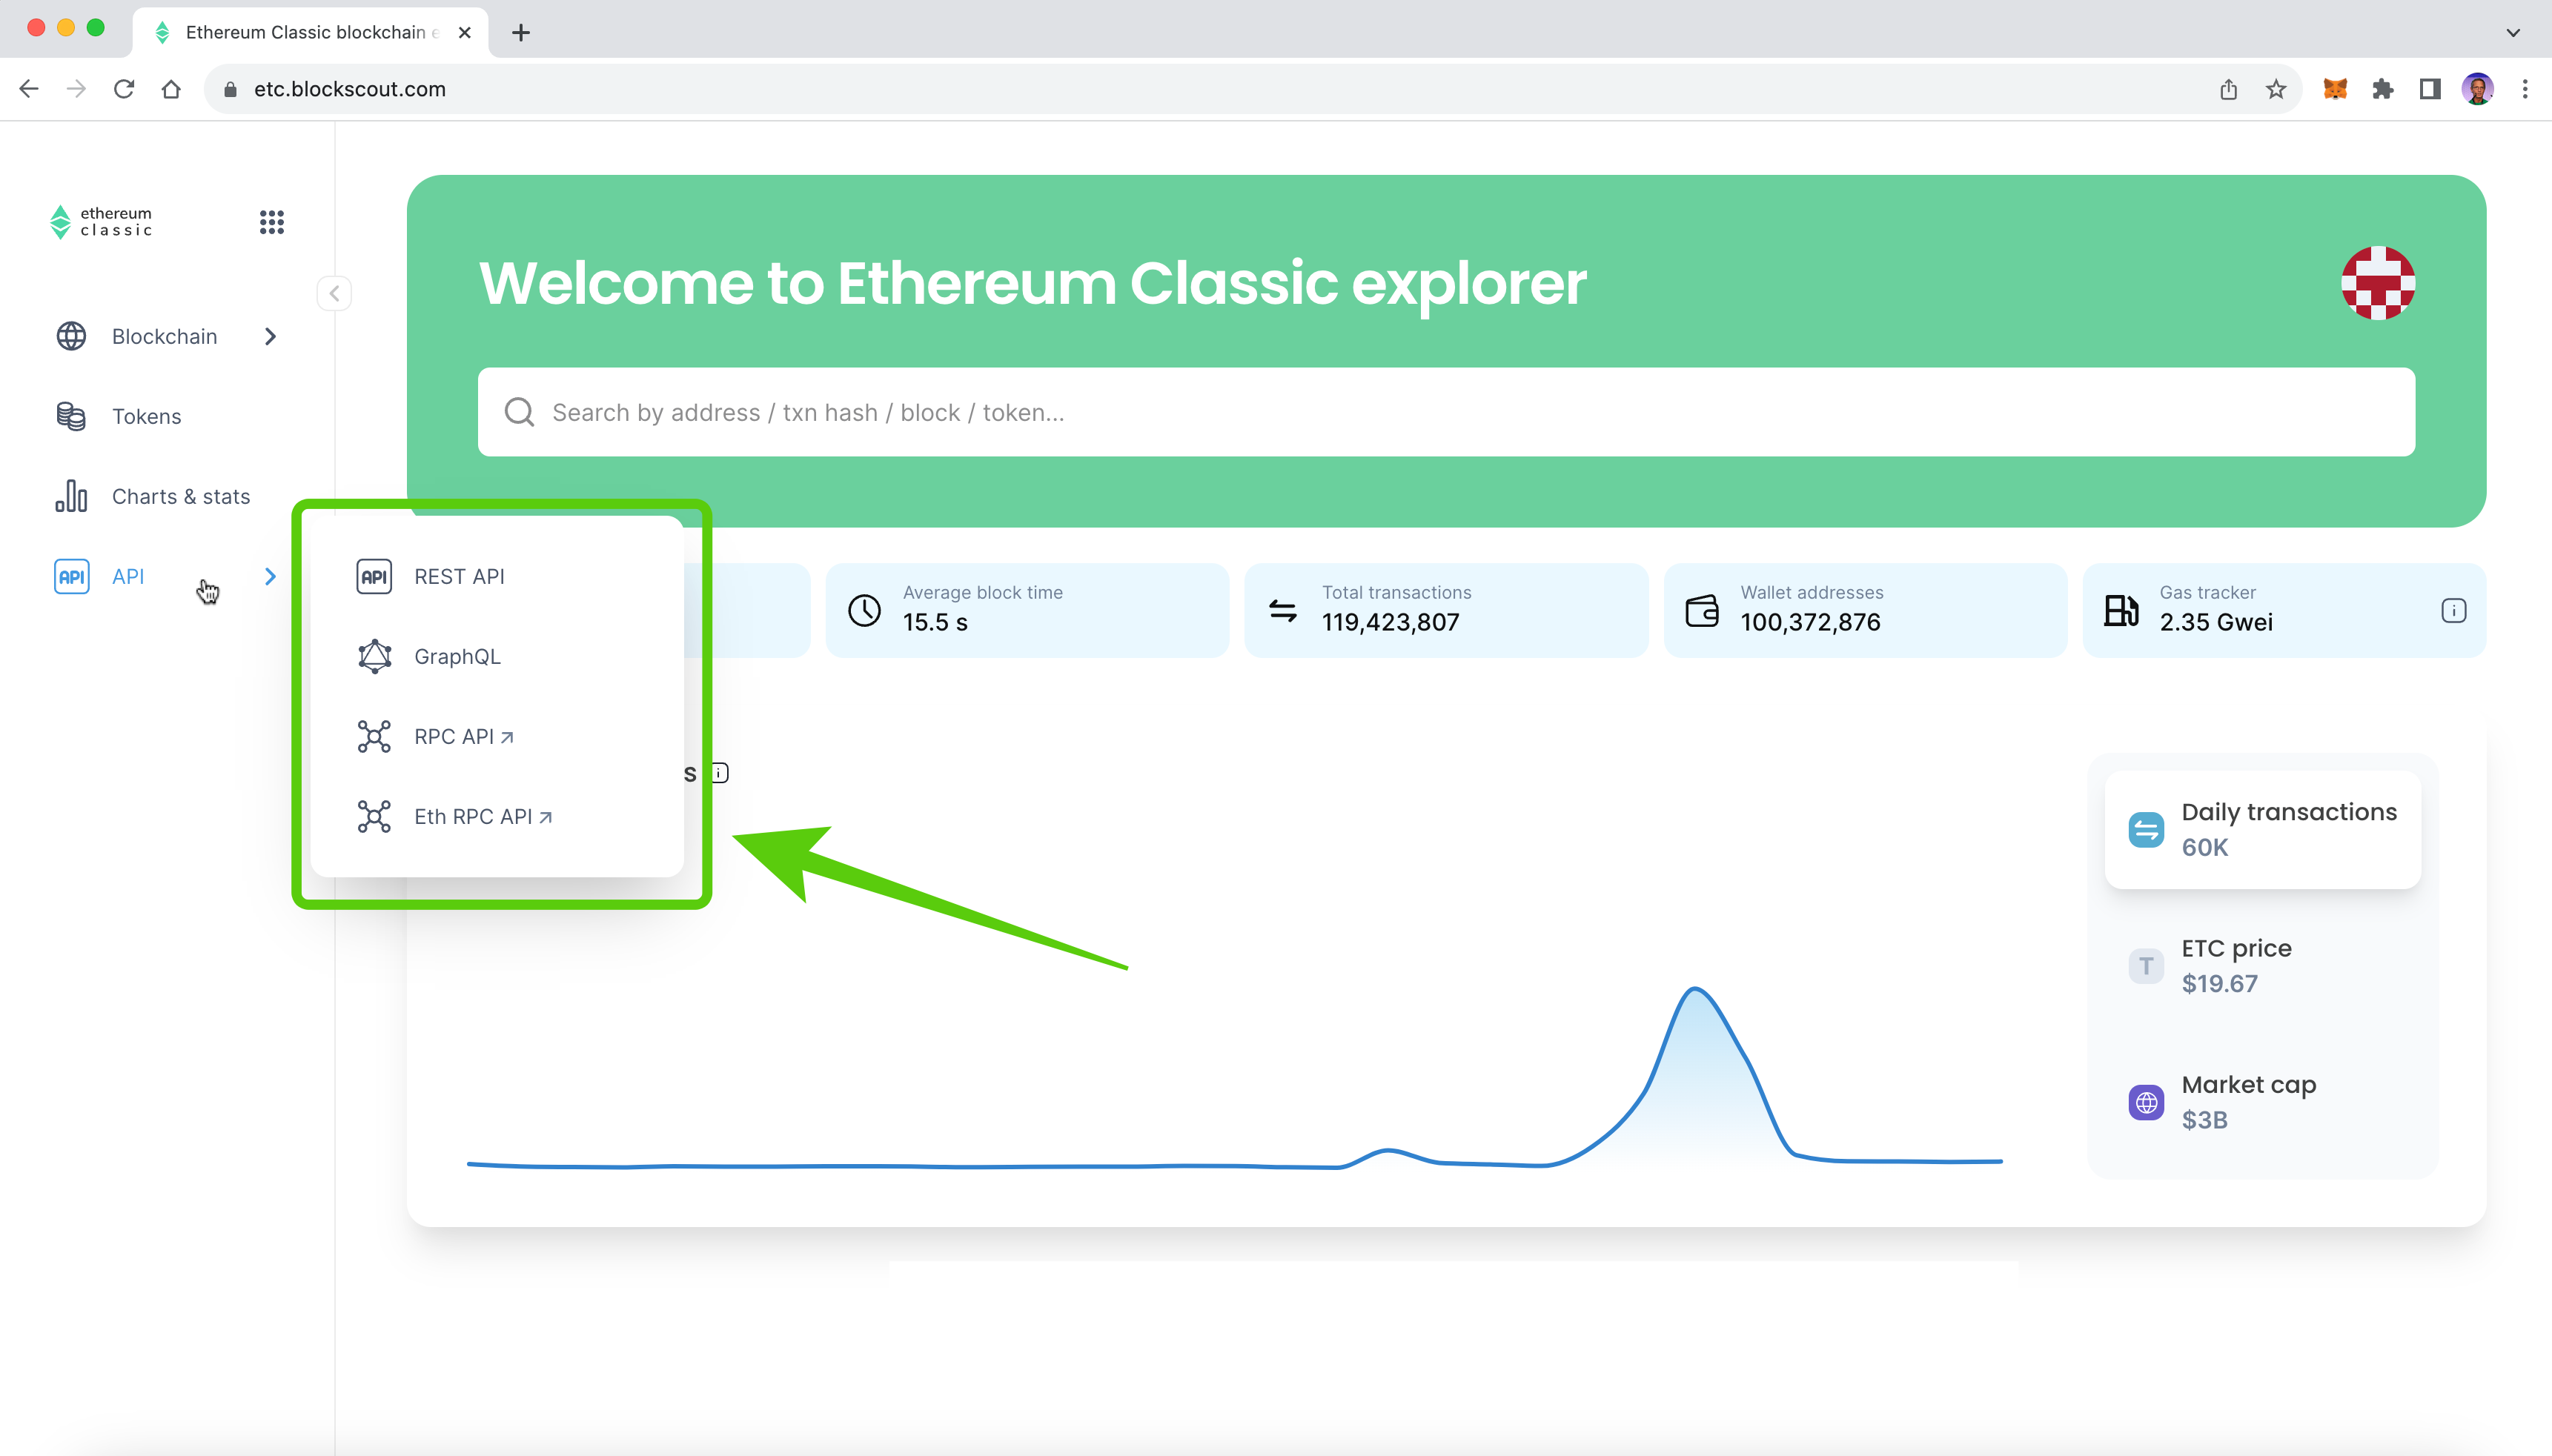 Ethereum Classic blockchain e
etc.blockscout.com
ethereum
classic
Blockchain
Tokens
Charts & stats
API API
Welcome to Ethereum Classic explorer
Search by address / txn hash / block / token...
API REST API
GraphQL
RPC API
Eth RPC API
Average block time
15.5 s
Total transactions
119,423,807
Wallet addresses
100,372,876
Gas tracker
2.35 Gwei
i
s i
Daily transactions
60K
T
ETC price
$19.67
Market cap
$3B